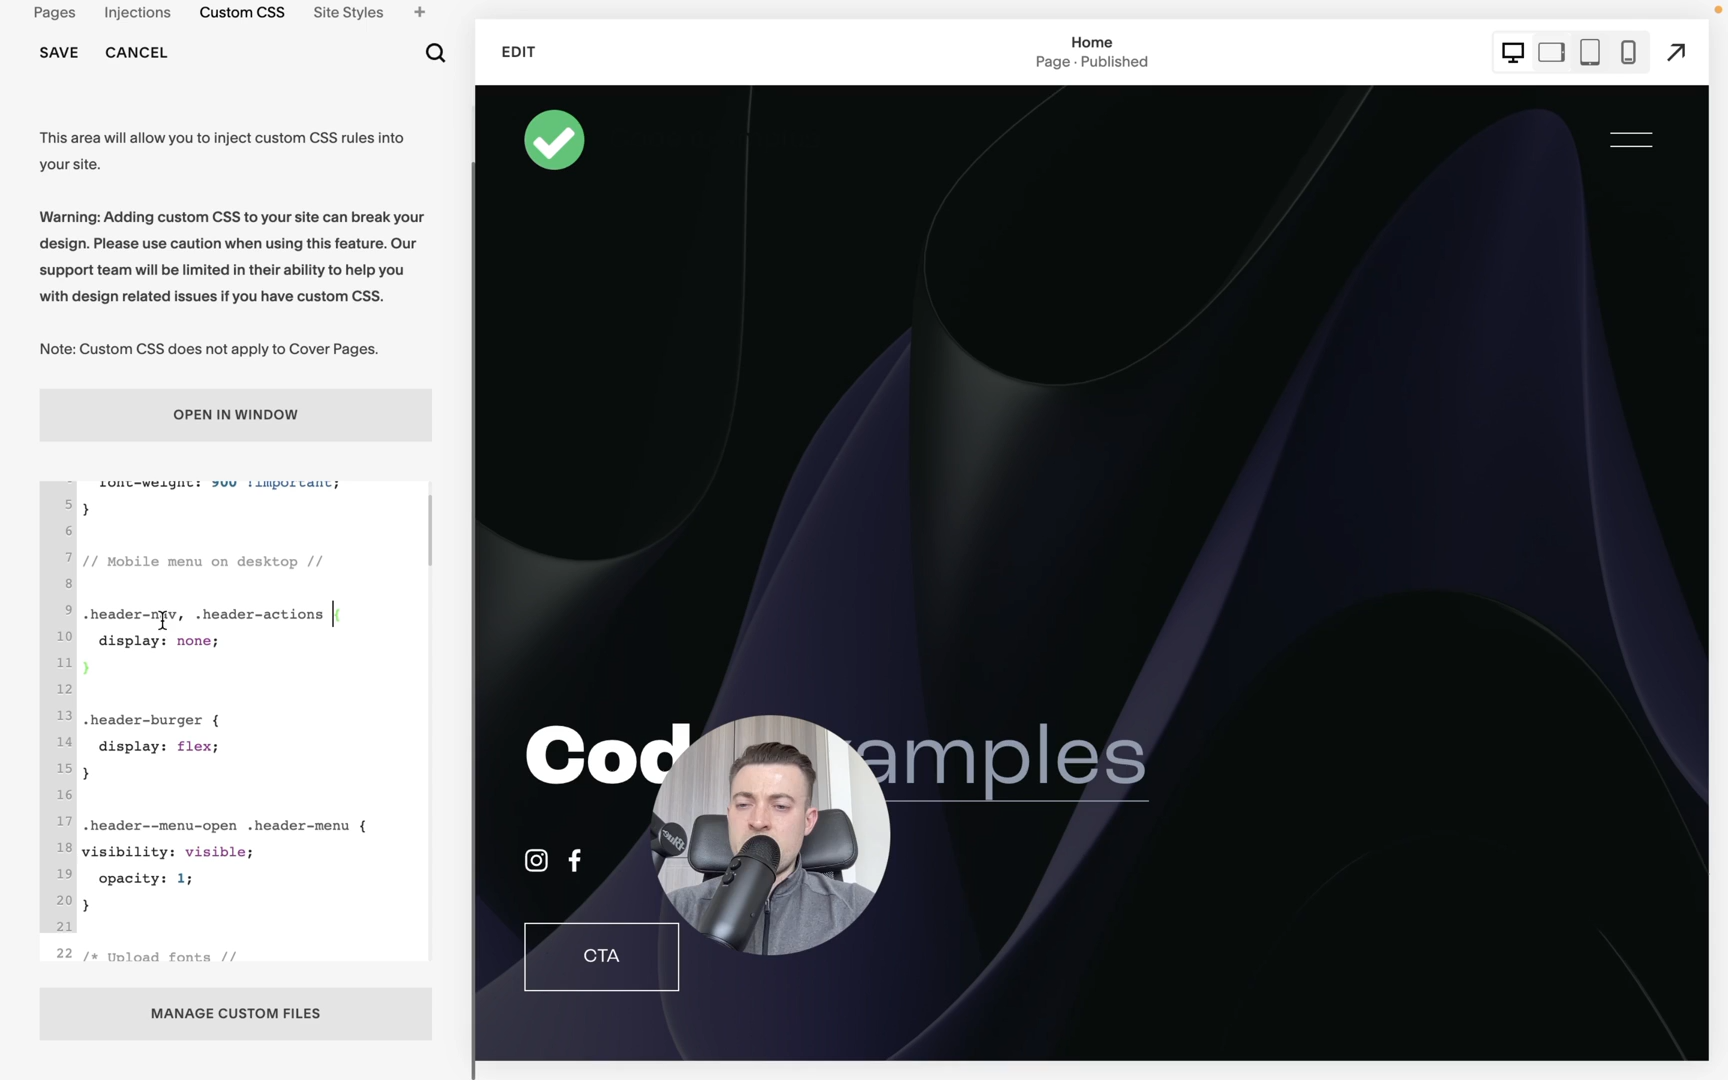 Pages Injections Custom CSS Site Styles +
SAVE CANCEL
EDIT
Home
Page · Published
This area will allow you to inject custom CSS rules into
your site.
Warning: Adding custom CSS to your site can break your
design. Please use caution when using this feature. Our
support team will be limited in their ability to help you
with design related issues if you have custom CSS.
Note: Custom CSS does not apply to Cover Pages.
OPEN IN WINDOW
font-weight: 900 !important;
5 }
6
7 // Mobile menu on desktop //
8
9 .header-nav, .header-actions {
10 display: none;
11 }
12
13 .header-burger {
14 display: flex;
15 }
16
17 .header--menu-open .header-menu {
18 visibility: visible;
19 opacity: 1;
20 }
21
22 /* Upload fonts //
MANAGE CUSTOM FILES
Cod amples
CTA